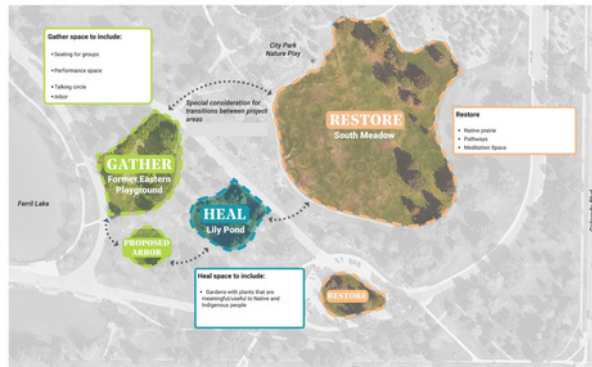 Gather space to include:
• Seating for groups
• Performance space
• Talking circle
• Arbor
City Park
Nature Play
Special consideration for
transitions between project
areas
RESTORE
South Meadow
Restore
• Native prairie
• Pathways
• Meditation Space
GATHER
Former Eastern
Playground
Ferril Lake
HEAL
Lily Pond
PROPOSED
ARBOR
Heal space to include:
• Gardens with plants that are
meaningful/useful to Native and
Indigenous people
RESTORE
Colorado Blvd